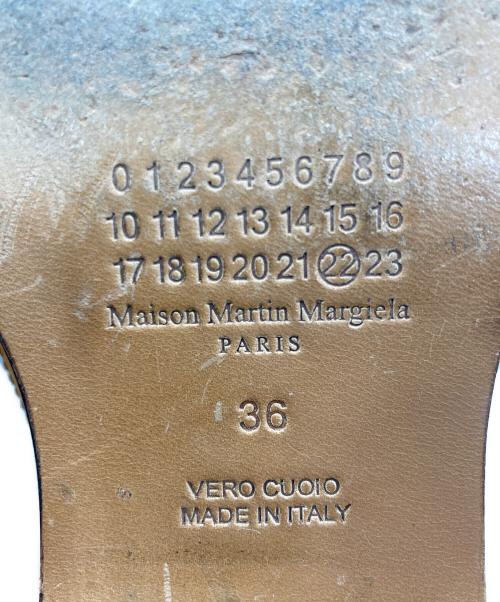 0 1 2 3 4 5 6 7 8 9
10 11 12 13 14 15 16
17 18 19 20 21 22 23
Maison Martin Margiela
PARIS
36
VERO CUOIO
MADE IN ITALY